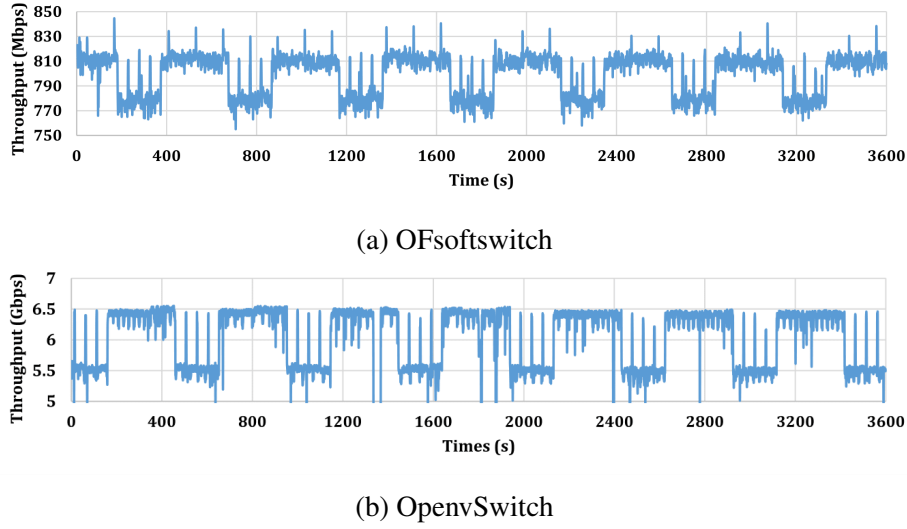 850
830
810
790
770
750
Throughput (Mbps)
0 400 800 1200 1600 2000 2400 2800 3200 3600
Time (s)
(a) OFsoftswitch
7
6.5
6
5.5
5
Throughput (Gbps)
0 400 800 1200 1600 2000 2400 2800 3200 3600
Times (s)
(b) OpenvSwitch